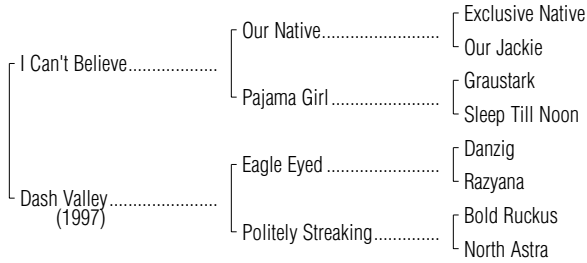 Exclusive Native
Our Native
Our Jackie
I Can't Believe
Graustark
Pajama Girl
Sleep Till Noon
Danzig
Eagle Eyed
Razyana
Dash Valley
(1997)
Bold Ruckus
Politely Streaking
North Astra